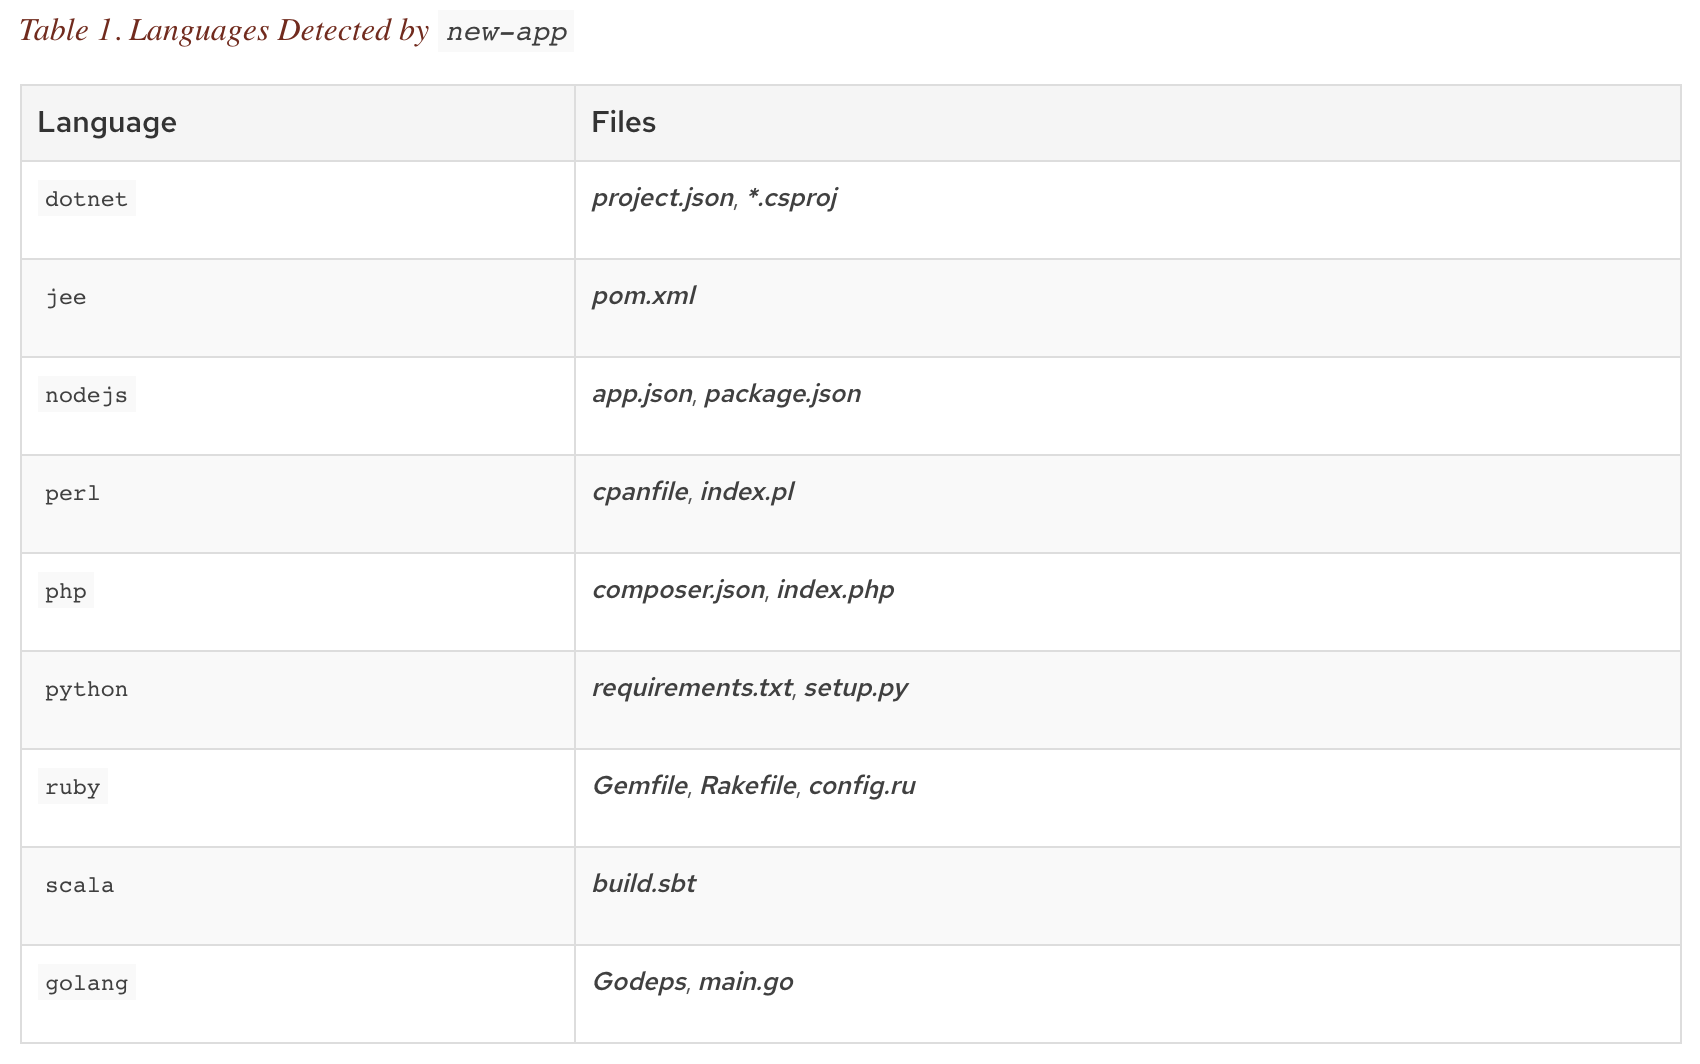 Table 1. Languages Detected by new-app
Language Files
dotnet project.json, *.csproj
jee pom.xml
nodejs app.json, package.json
perl cpanfile, index.pl
php composer.json, index.php
python requirements.txt, setup.py
ruby Gemfile, Rakefile, config.ru
scala build.sbt
golang Godeps, main.go